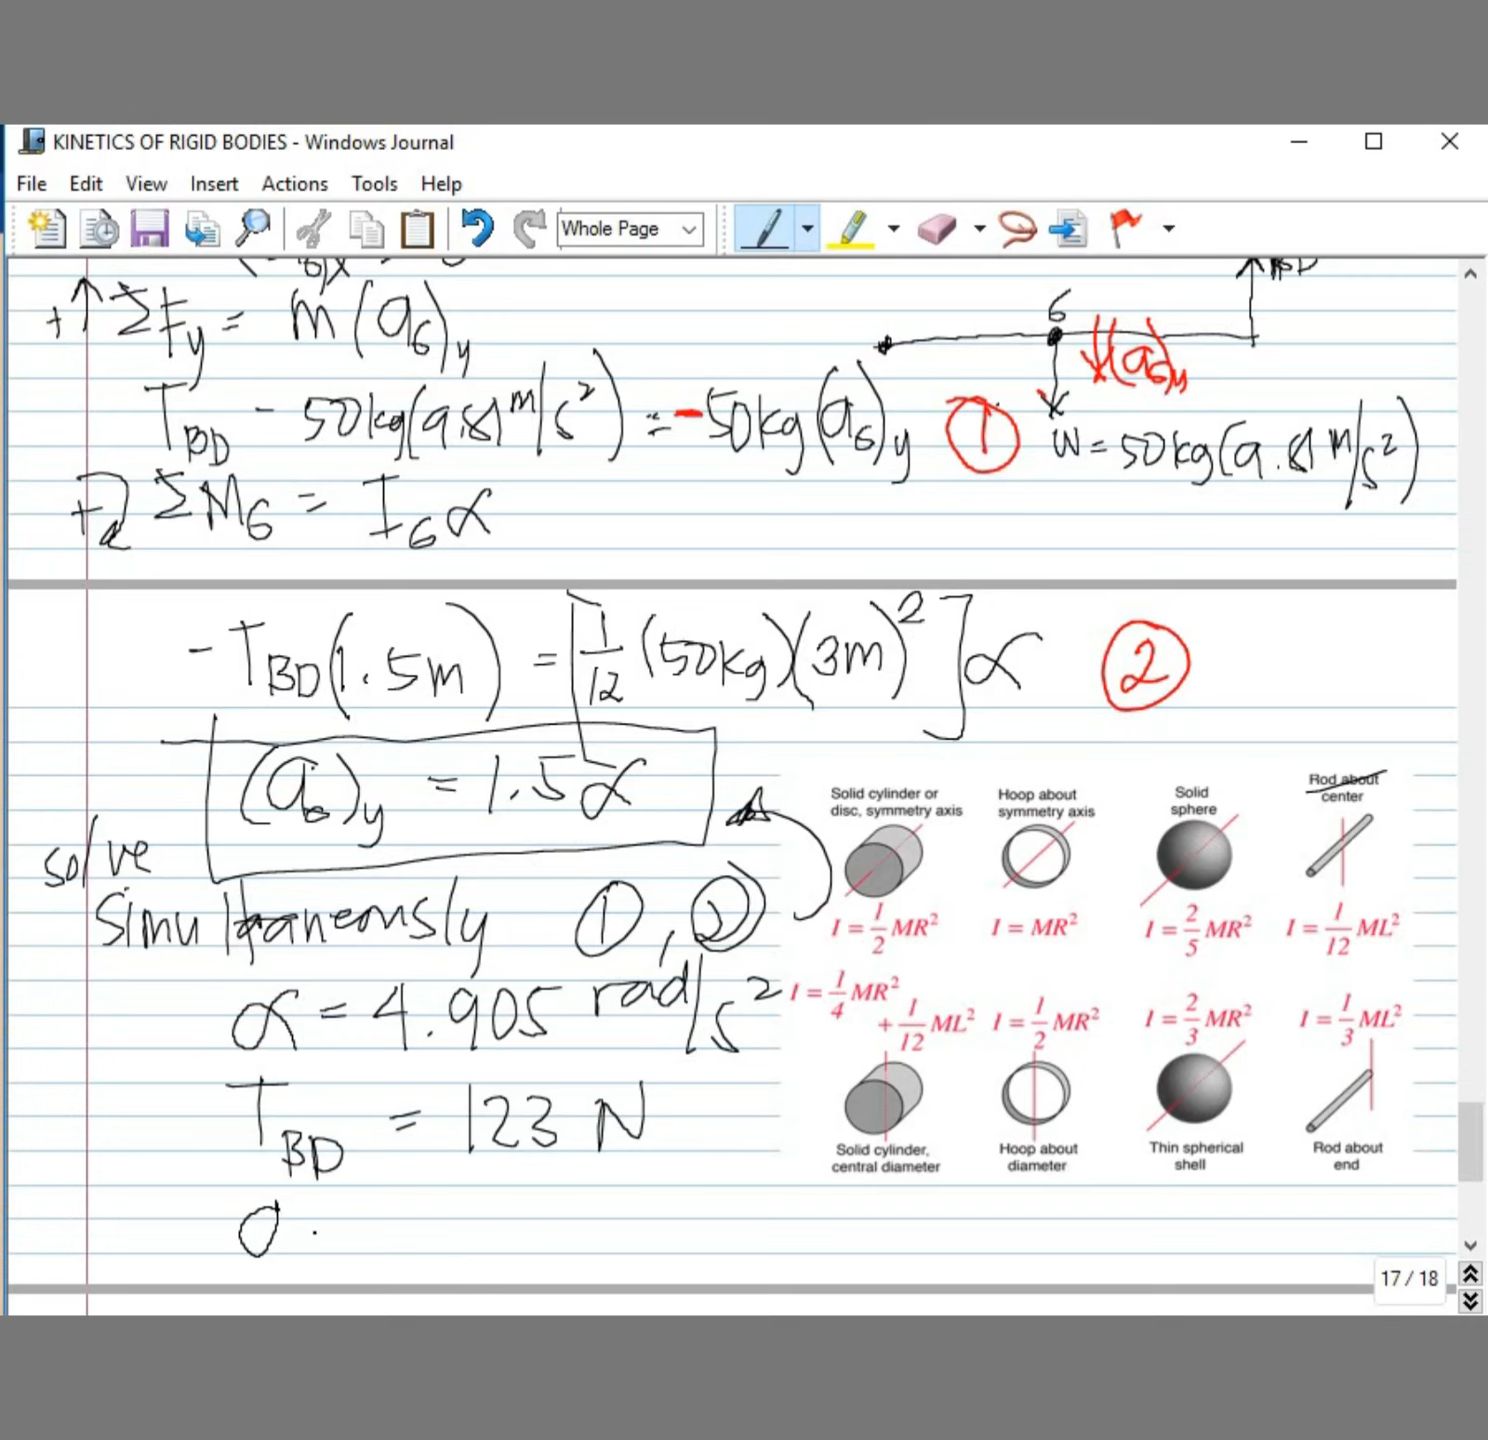 KINETICS OF RIGID BODIES - Windows Journal
File Edit View Insert Actions Tools Help
Whole Page
+↑ ΣFy = m(aG)y
TBD - 50kg(9.81 m/s²) = -50kg(aG)y ①
G
(aG)y
W = 50kg(9.81 m/s²)
ΣMG = IGα
-TBD(1.5m) = [1/12 (50kg)(3m)²]α ②
(aG)y = 1.5α
solve
simultaneously ①, ②
α = 4.905 rad/s²
TBD = 123 N
0.
Solid cylinder or disc, symmetry axis
I = 1/2 MR²
Hoop about symmetry axis
I = MR²
Solid sphere
I = 2/5 MR²
Rod about center
I = 1/12 ML²
I = 1/4 MR² + 1/12 ML²
Solid cylinder, central diameter
I = 1/2 MR²
Hoop about diameter
I = 2/3 MR²
Thin spherical shell
I = 1/3 ML²
Rod about end
17 / 18